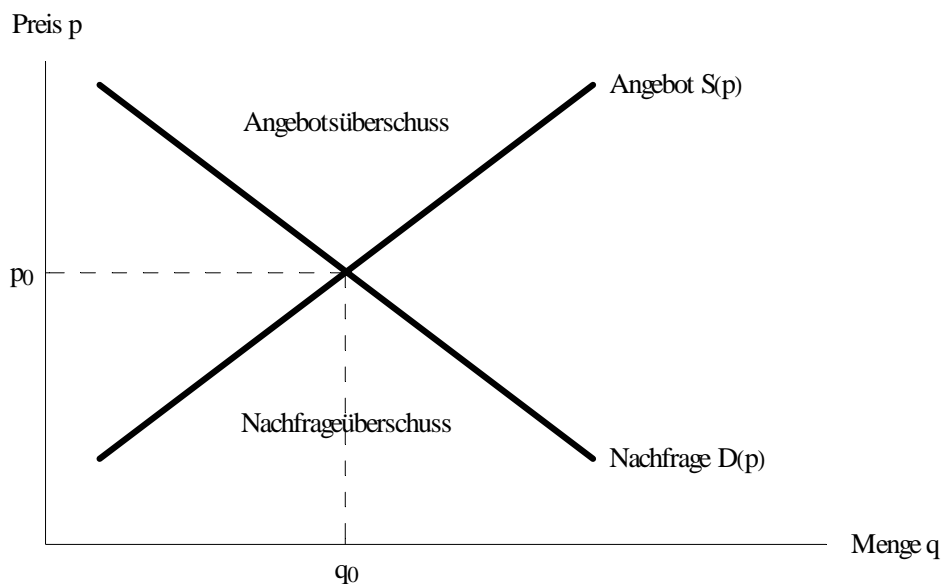 Preis p
Angebot S(p)
Angebotsüberschuss
p0
Nachfrageüberschuss
Nachfrage D(p)
Menge q
q0